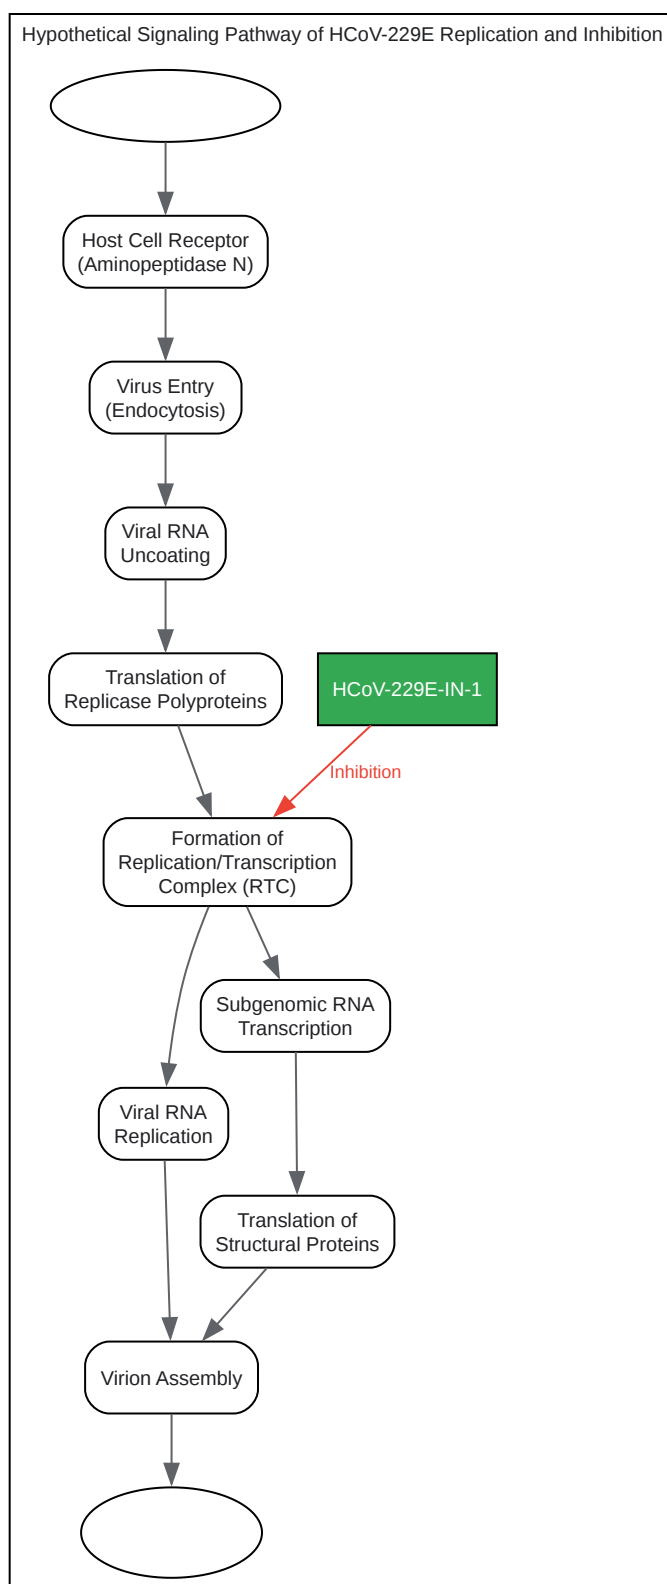 Hypothetical Signaling Pathway of HCoV-229E Replication and Inhibition
Host Cell Receptor
(Aminopeptidase N)
Virus Entry
(Endocytosis)
Viral RNA
Uncoating
Translation of
Replicase Polyproteins
HCoV-229E-IN-1
Inhibition
Formation of
Replication/Transcription
Complex (RTC)
Subgenomic RNA
Transcription
Viral RNA
Replication
Translation of
Structural Proteins
Virion Assembly